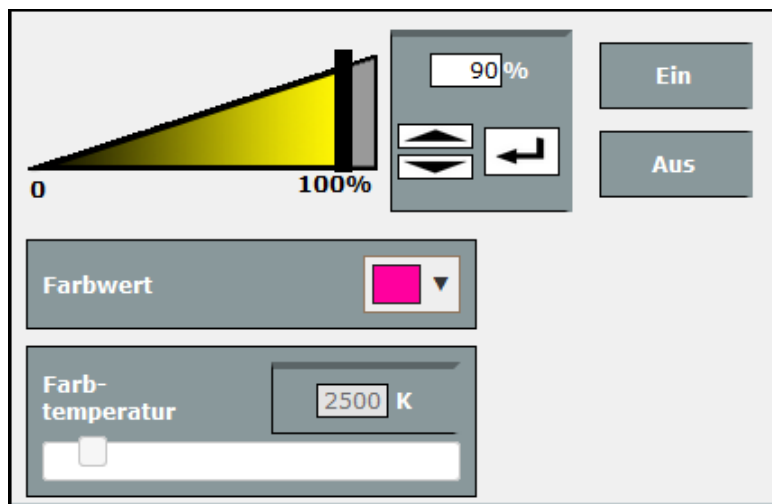 90 %
Ein
Aus
0
100%
Farbwert
Farb-
temperatur
2500 K